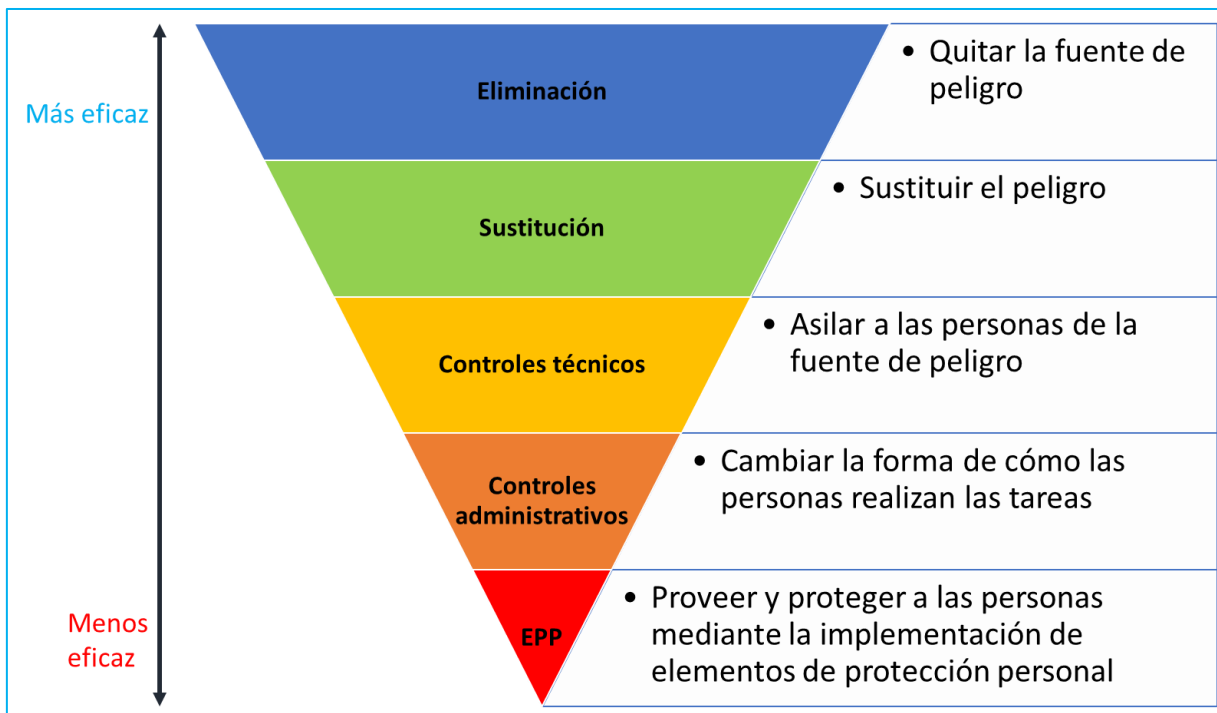 Más eficaz
Eliminación
• Quitar la fuente de
peligro
Sustitución
• Sustituir el peligro
Controles técnicos
• Asilar a las personas de la
fuente de peligro
Controles
administrativos
• Cambiar la forma de cómo las
personas realizan las tareas
Menos
eficaz
EPP
• Proveer y proteger a las personas
mediante la implementación de
elementos de protección personal